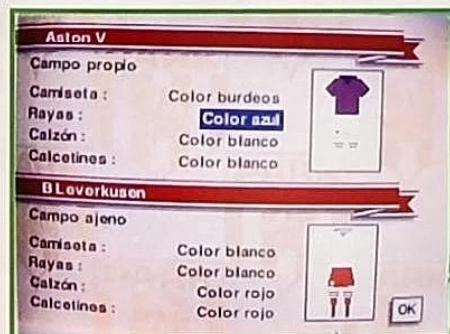 Aston V
Campo propio
Camiseta : Color burdeos
Rayas : Color azul
Calzón : Color blanco
Calcetines : Color blanco
B Leverkusen
Campo ajeno
Camiseta : Color blanco
Rayas : Color blanco
Calzón : Color rojo
Calcetines : Color rojo
OK